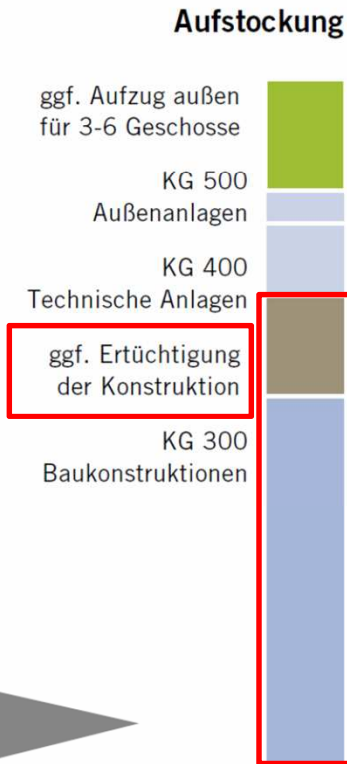 Aufstockung
ggf. Aufzug außen
für 3-6 Geschosse
KG 500
Außenanlagen
KG 400
Technische Anlagen
ggf. Ertüchtigung
der Konstruktion
KG 300
Baukonstruktionen